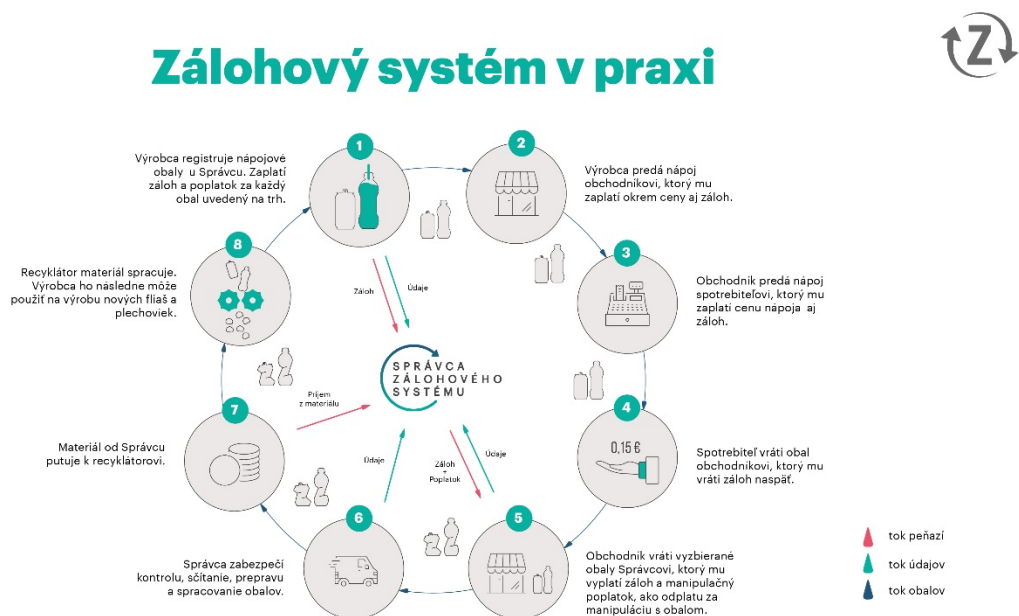 Zálohový systém v praxi
Z
1
Výrobca registruje nápojové
obaly u Správcu. Zaplatí
záloh a poplatok za každý
obal uvedený na trh.
2
Výrobca predá nápoj
obchodníkovi, ktorý mu
zaplatí okrem ceny aj záloh.
3
Obchodník predá nápoj
spotrebiteľovi, ktorý mu
zaplatí cenu nápoja aj
záloh.
4
0,15 €
Spotrebiteľ vráti obal
obchodníkovi, ktorý mu
vráti záloh naspäť.
5
Obchodník vráti vyzbierané
obaly Správcovi, ktorý mu
vyplatí záloh a manipulačný
poplatok, ako odplatu za
manipuláciu s obalom.
6
Správca zabezpečí
kontrolu, sčítanie, prepravu
a spracovanie obalov.
7
Materiál od Správcu
putuje k recyklátorovi.
8
Recyklátor materiál spracuje.
Výrobca ho následne môže
použiť na výrobu nových fliaš a
plechoviek.
Záloh
Údaje
SPRÁVCA
ZÁLOHOVÉHO
SYSTÉMU
Príjem
z materiálu
Údaje
Záloh
+
Poplatok
Údaje
tok peňazí
tok údajov
tok obalov